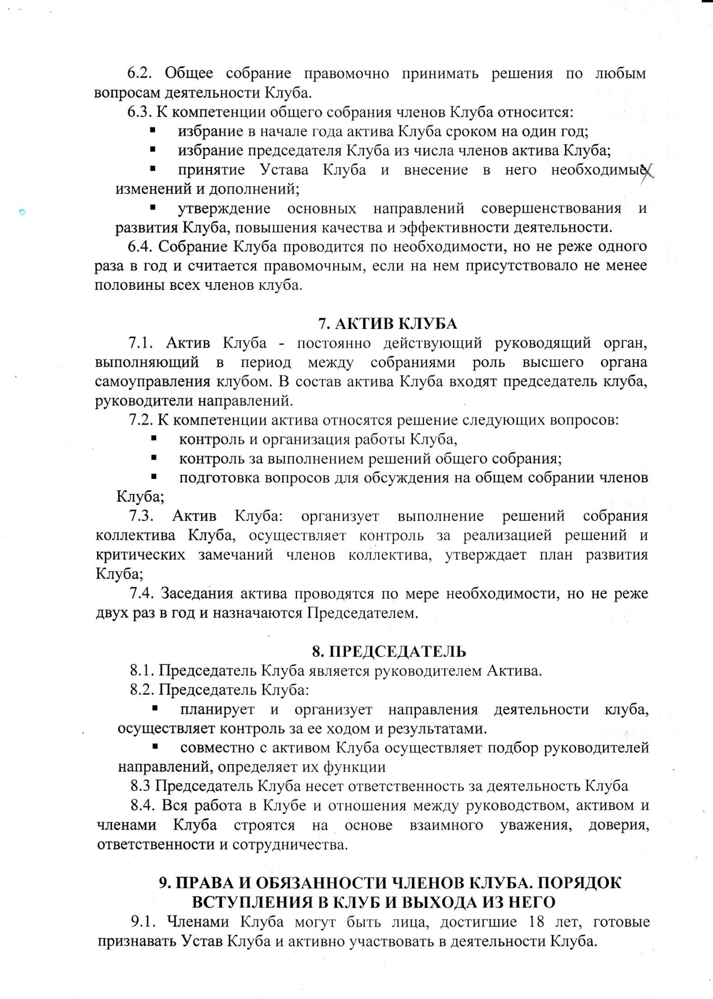 6.2. Общее собрание правомочно принимать решения по любым
вопросам деятельности Клуба.
6.3. К компетенции общего собрания членов Клуба относится:
▪ избрание в начале года актива Клуба сроком на один год;
▪ избрание председателя Клуба из числа членов актива Клуба;
▪ принятие Устава Клуба и внесение в него необходимых
изменений и дополнений;
▪ утверждение основных направлений совершенствования и
развития Клуба, повышения качества и эффективности деятельности.
6.4. Собрание Клуба проводится по необходимости, но не реже одного
раза в год и считается правомочным, если на нем присутствовало не менее
половины всех членов клуба.
7. АКТИВ КЛУБА
7.1. Актив Клуба - постоянно действующий руководящий орган,
выполняющий в период между собраниями роль высшего органа
самоуправления клубом. В состав актива Клуба входят председатель клуба,
руководители направлений.
7.2. К компетенции актива относятся решение следующих вопросов:
▪ контроль и организация работы Клуба,
▪ контроль за выполнением решений общего собрания;
▪ подготовка вопросов для обсуждения на общем собрании членов
Клуба;
7.3. Актив Клуба: организует выполнение решений собрания
коллектива Клуба, осуществляет контроль за реализацией решений и
критических замечаний членов коллектива, утверждает план развития
Клуба;
7.4. Заседания актива проводятся по мере необходимости, но не реже
двух раз в год и назначаются Председателем.
8. ПРЕДСЕДАТЕЛЬ
8.1. Председатель Клуба является руководителем Актива.
8.2. Председатель Клуба:
▪ планирует и организует направления деятельности клуба,
осуществляет контроль за ее ходом и результатами.
▪ совместно с активом Клуба осуществляет подбор руководителей
направлений, определяет их функции
8.3 Председатель Клуба несет ответственность за деятельность Клуба
8.4. Вся работа в Клубе и отношения между руководством, активом и
членами Клуба строятся на основе взаимного уважения, доверия,
ответственности и сотрудничества.
9. ПРАВА И ОБЯЗАННОСТИ ЧЛЕНОВ КЛУБА. ПОРЯДОК
ВСТУПЛЕНИЯ В КЛУБ И ВЫХОДА ИЗ НЕГО
9.1. Членами Клуба могут быть лица, достигшие 18 лет, готовые
признавать Устав Клуба и активно участвовать в деятельности Клуба.